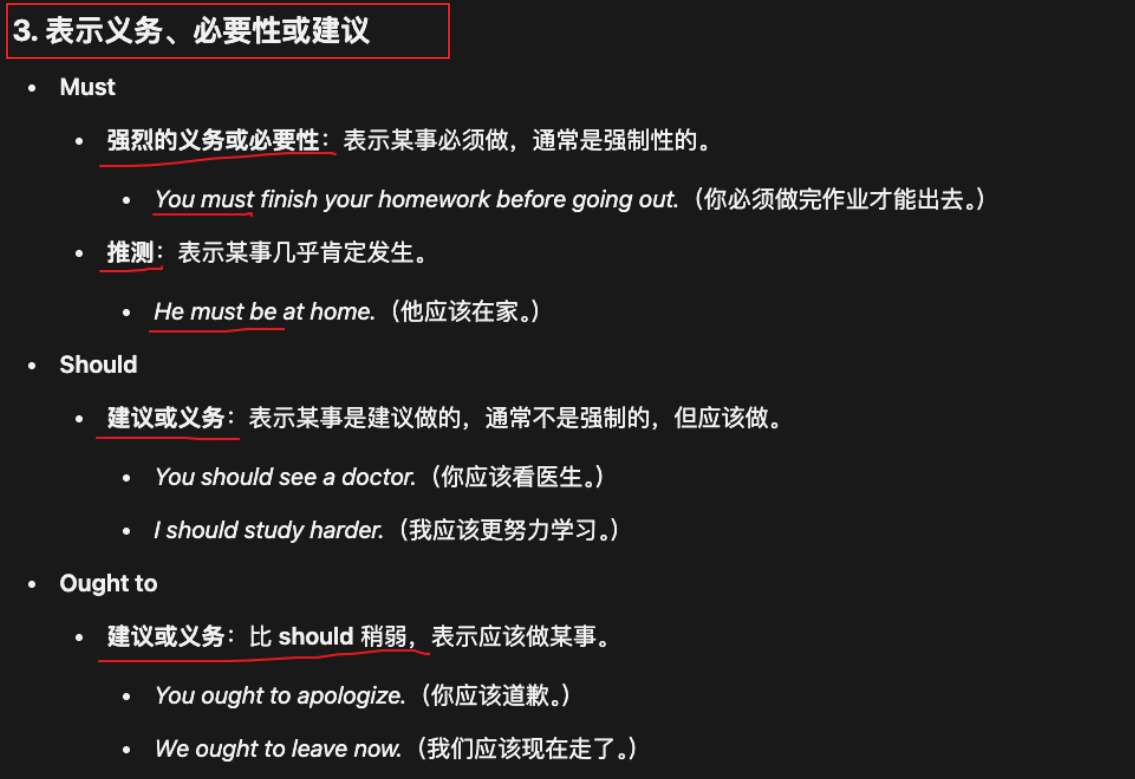 3. 表示义务、必要性或建议
• Must
• 强烈的义务或必要性：表示某事必须做，通常是强制性的。
• You must finish your homework before going out.（你必须做完作业才能出去。）
• 推测：表示某事几乎肯定发生。
• He must be at home.（他应该在家。）
• Should
• 建议或义务：表示某事是建议做的，通常不是强制的，但应该做。
• You should see a doctor.（你应该看医生。）
• I should study harder.（我应该更努力学习。）
• Ought to
• 建议或义务：比 should 稍弱，表示应该做某事。
• You ought to apologize.（你应该道歉。）
• We ought to leave now.（我们应该现在走了。）